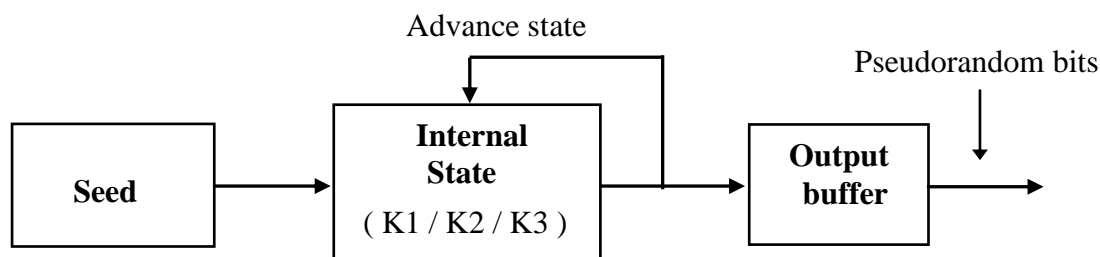 Advance state
Pseudorandom bits
Seed
Internal
State
( K1 / K2 / K3 )
Output
buffer